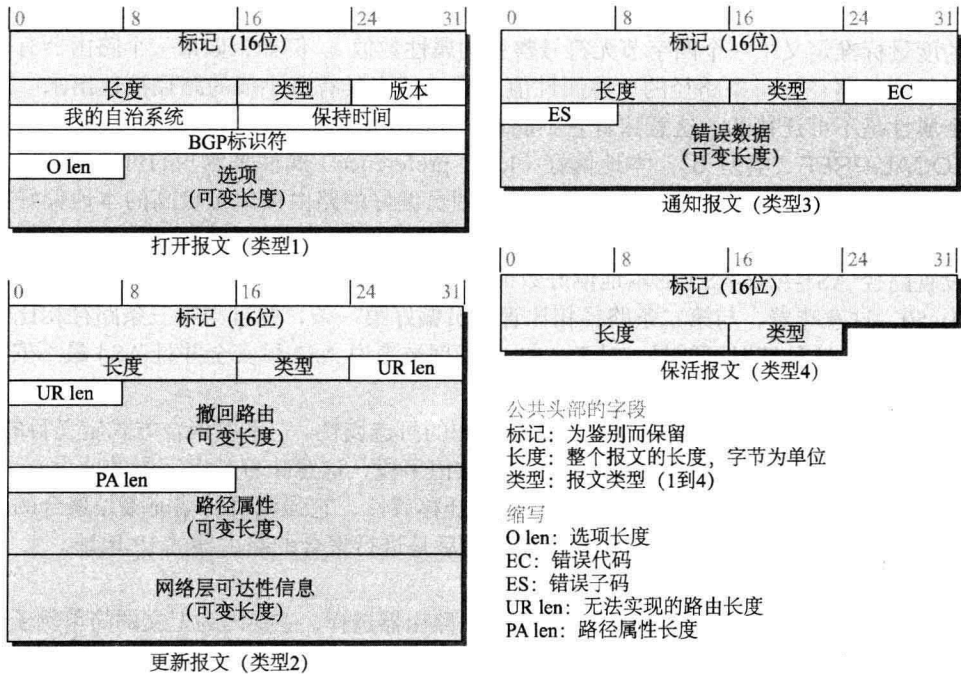 0 8 16 24 31
标记（16位）
长度 类型 版本
我的自治系统 保持时间
BGP标识符
O len
选项
（可变长度）
打开报文（类型1）
0 8 16 24 31
标记（16位）
长度 类型 UR len
UR len
撤回路由
（可变长度）
PA len
路径属性
（可变长度）
网络层可达性信息
（可变长度）
更新报文（类型2）
0 8 16 24 31
标记（16位）
长度 类型 EC
ES
错误数据
（可变长度）
通知报文（类型3）
0 8 16 24 31
标记（16位）
长度 类型
保活报文（类型4）
公共头部的字段
标记：为鉴别而保留
长度：整个报文的长度，字节为单位
类型：报文类型（1到4）
缩写
O len：选项长度
EC：错误代码
ES：错误子码
UR len：无法实现的路由长度
PA len：路径属性长度